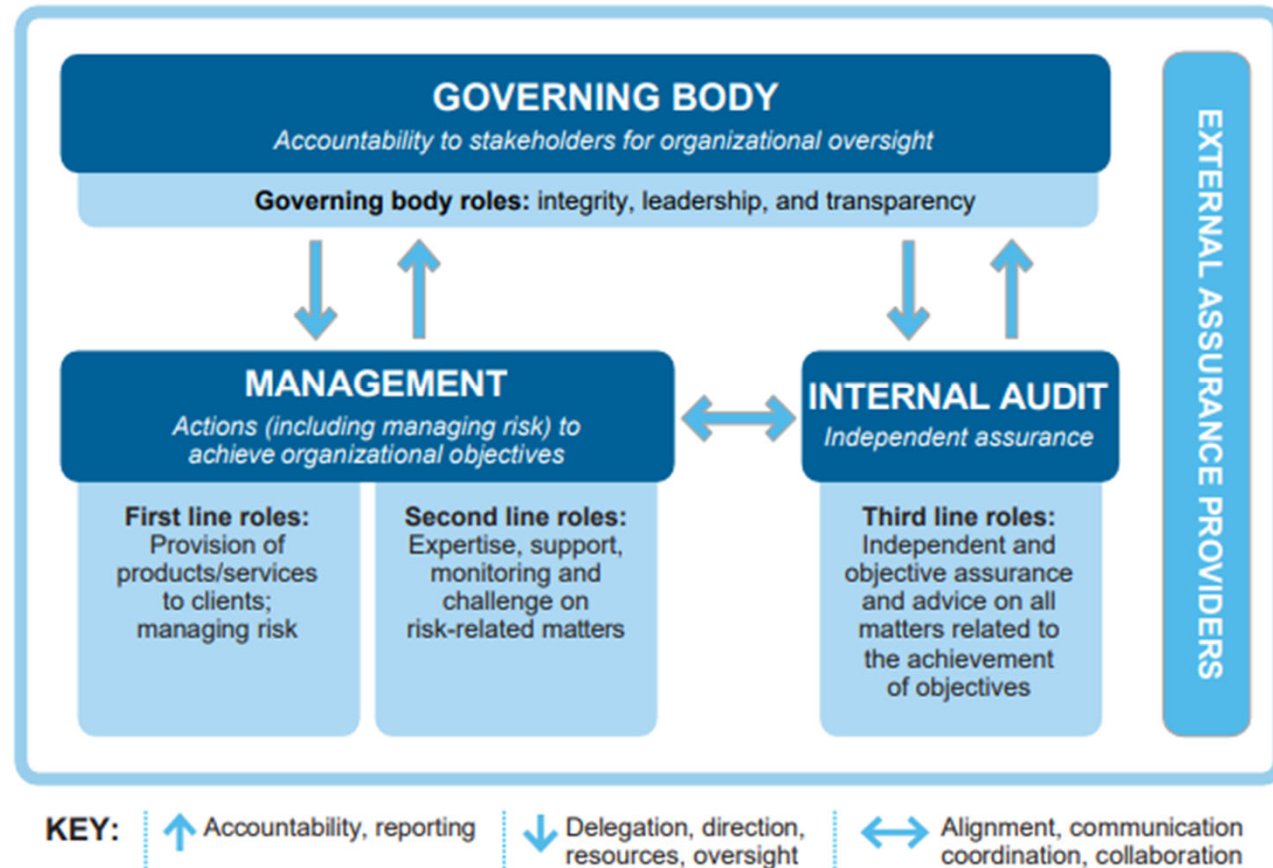 GOVERNING BODY
Accountability to stakeholders for organizational oversight
Governing body roles: integrity, leadership, and transparency
MANAGEMENT
Actions (including managing risk) to
achieve organizational objectives
First line roles:
Provision of
products/services
to clients;
managing risk
Second line roles:
Expertise, support,
monitoring and
challenge on
risk-related matters
INTERNAL AUDIT
Independent assurance
Third line roles:
Independent and
objective assurance
and advice on all
matters related to
the achievement
of objectives
EXTERNAL ASSURANCE PROVIDERS
KEY:
Accountability, reporting
Delegation, direction,
resources, oversight
Alignment, communication
coordination, collaboration